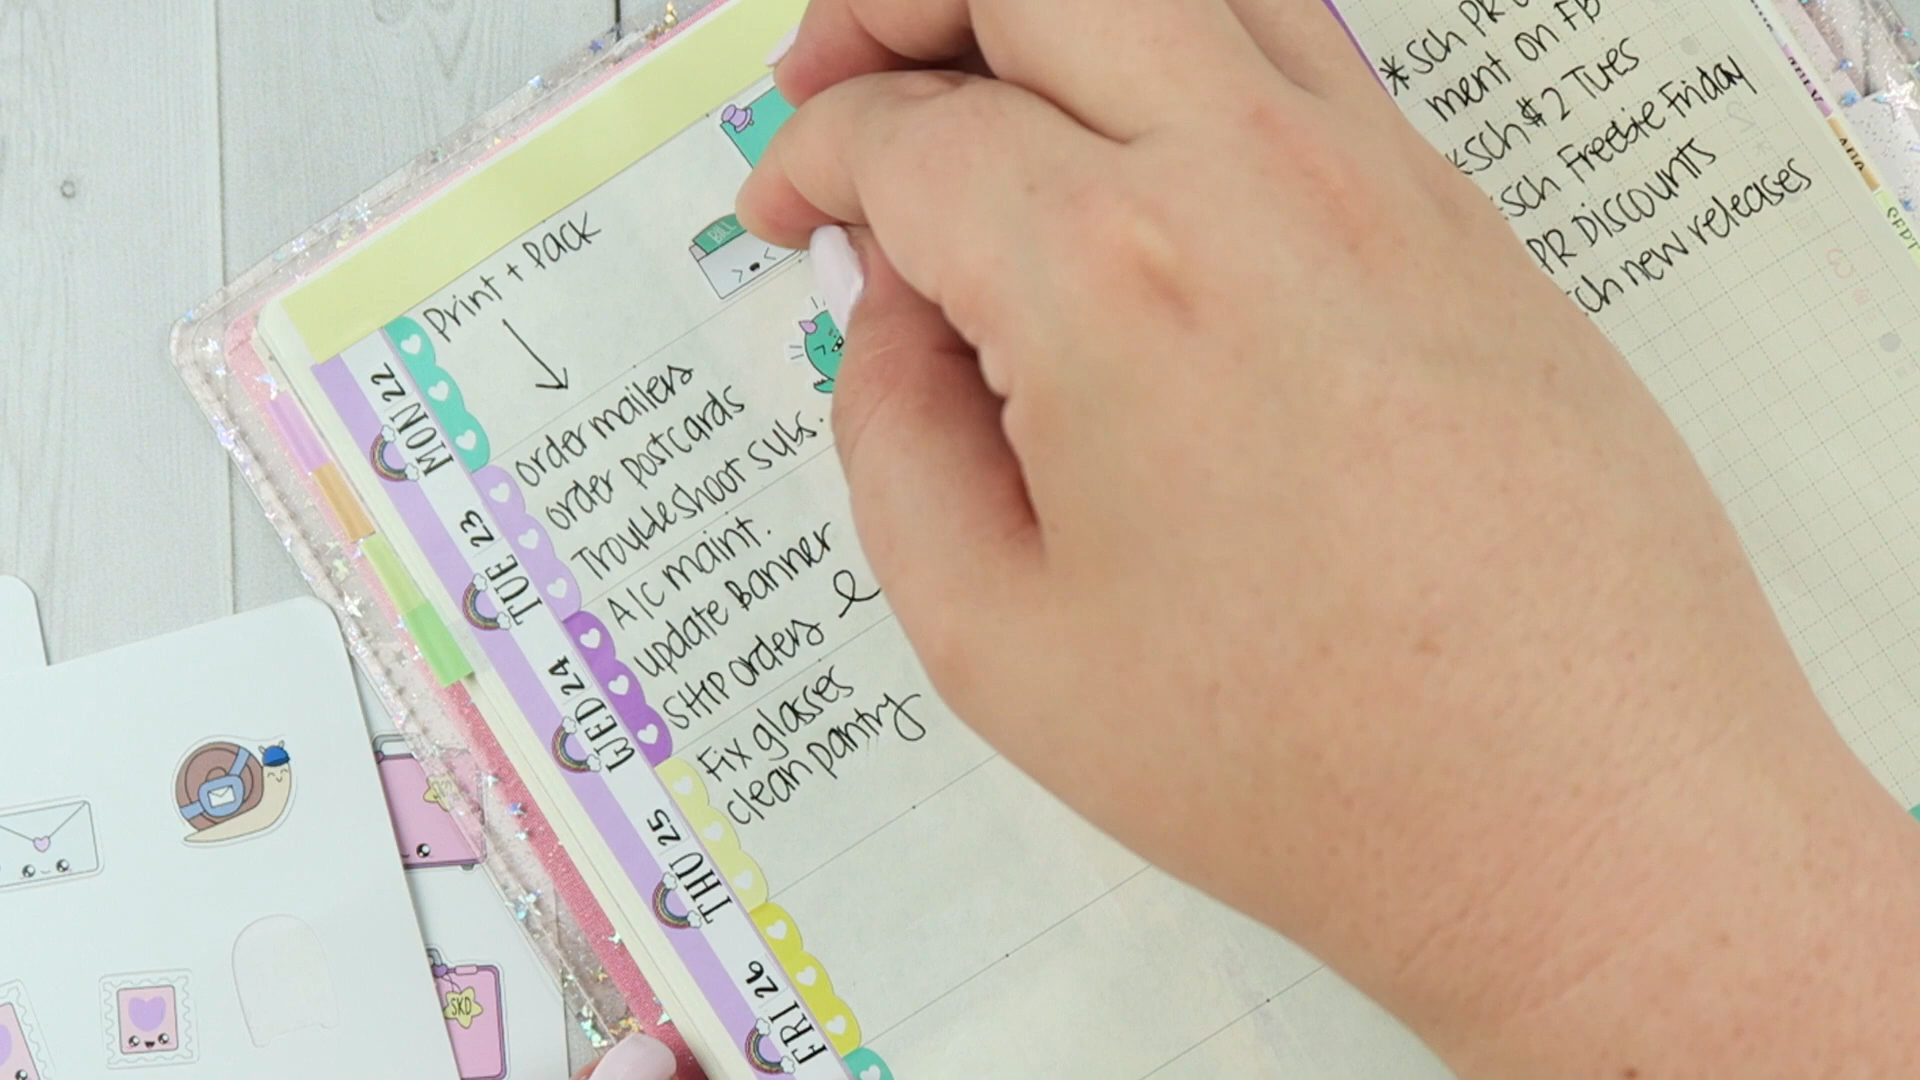 Print + Pack
BILL
MON 22
order mailers
order postcards
Troubleshoot subs.
TUE 23
A/C maint.
update Banner
SHIP orders
WED 24
Fix glasses
clean pantry
THU 25
FRI 26
*Sch PR
ment on FB
Sch $2 Tues
Sch Freebie Friday
PR Discounts
new releases
SEPT
SKD